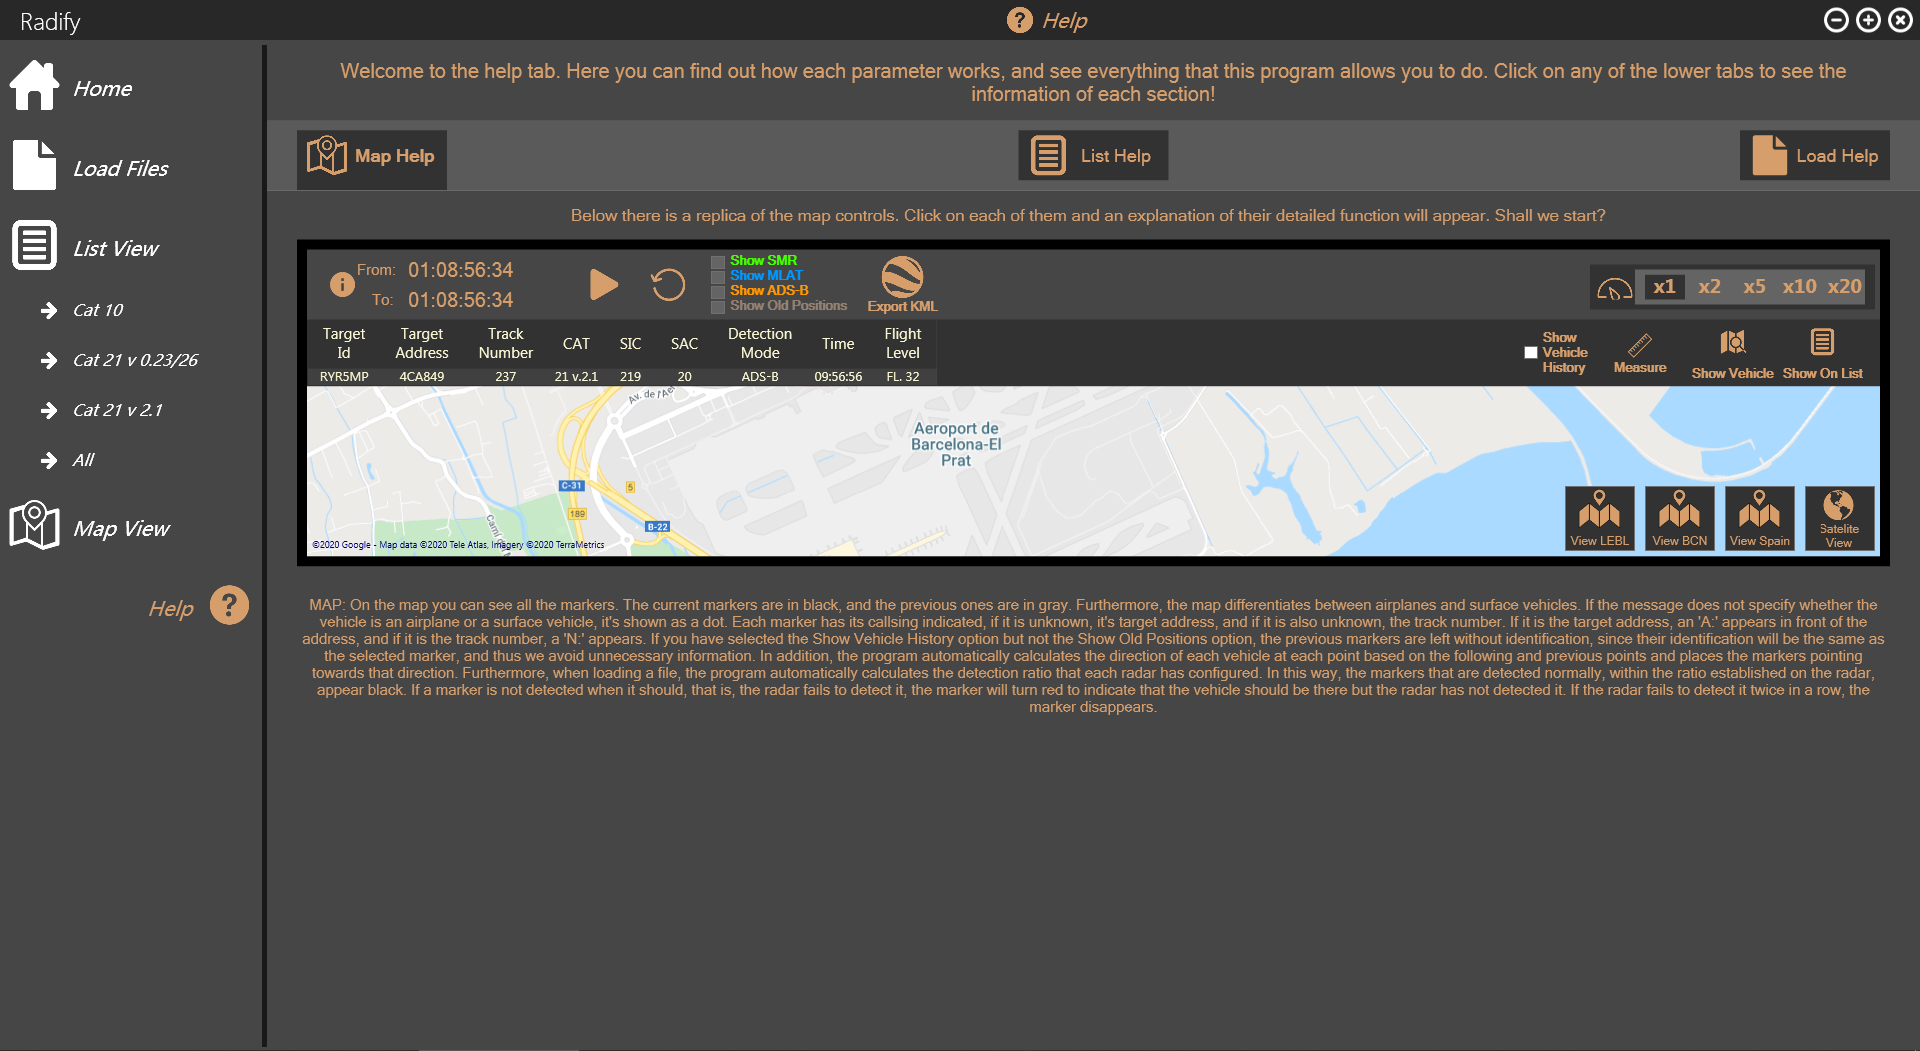 Radify
? Help
Home
Load Files
List View
Cat 10
Cat 21 v 0.23/26
Cat 21 v 2.1
All
Map View
Help ?
Welcome to the help tab. Here you can find out how each parameter works, and see everything that this program allows you to do. Click on any of the lower tabs to see the
information of each section!
Map Help
List Help
Load Help
Below there is a replica of the map controls. Click on each of them and an explanation of their detailed function will appear. Shall we start?
From: 01:08:56:34
To: 01:08:56:34
Show SMR
Show MLAT
Show ADS-B
Show Old Positions
Export KML
x1 x2 x5 x10 x20
Target Id
Target Address
Track Number
CAT
SIC
SAC
Detection Mode
Time
Flight Level
RYR5MP 4CA849 237 21 v.2.1 219 20 ADS-B 09:56:56 FL. 32
Show Vehicle History
Measure
Show Vehicle
Show On List
Av. de l'Aer
Aeroport de
Barcelona-El
Prat
C-31
5
189
B-22
Camí del
©2020 Google - Map data ©2020 Tele Atlas, Imagery ©2020 TerraMetrics
View LEBL
View BCN
View Spain
Satelite View
MAP: On the map you can see all the markers. The current markers are in black, and the previous ones are in gray. Furthermore, the map differentiates between airplanes and surface vehicles. If the message does not specify whether the
vehicle is an airplane or a surface vehicle, it's shown as a dot. Each marker has its callsing indicated, if it is unknown, it's target address, and if it is also unknown, the track number. If it is the target address, an 'A:' appears in front of the
address, and if it is the track number, a 'N:' appears. If you have selected the Show Vehicle History option but not the Show Old Positions option, the previous markers are left without identification, since their identification will be the same as
the selected marker, and thus we avoid unnecessary information. In addition, the program automatically calculates the direction of each vehicle at each point based on the following and previous points and places the markers pointing
towards that direction. Furthermore, when loading a file, the program automatically calculates the detection ratio that each radar has configured. In this way, the markers that are detected normally, within the ratio established on the radar,
appear black. If a marker is not detected when it should, that is, the radar fails to detect it, the marker will turn red to indicate that the vehicle should be there but the radar has not detected it. If the radar fails to detect it twice in a row, the
marker disappears.